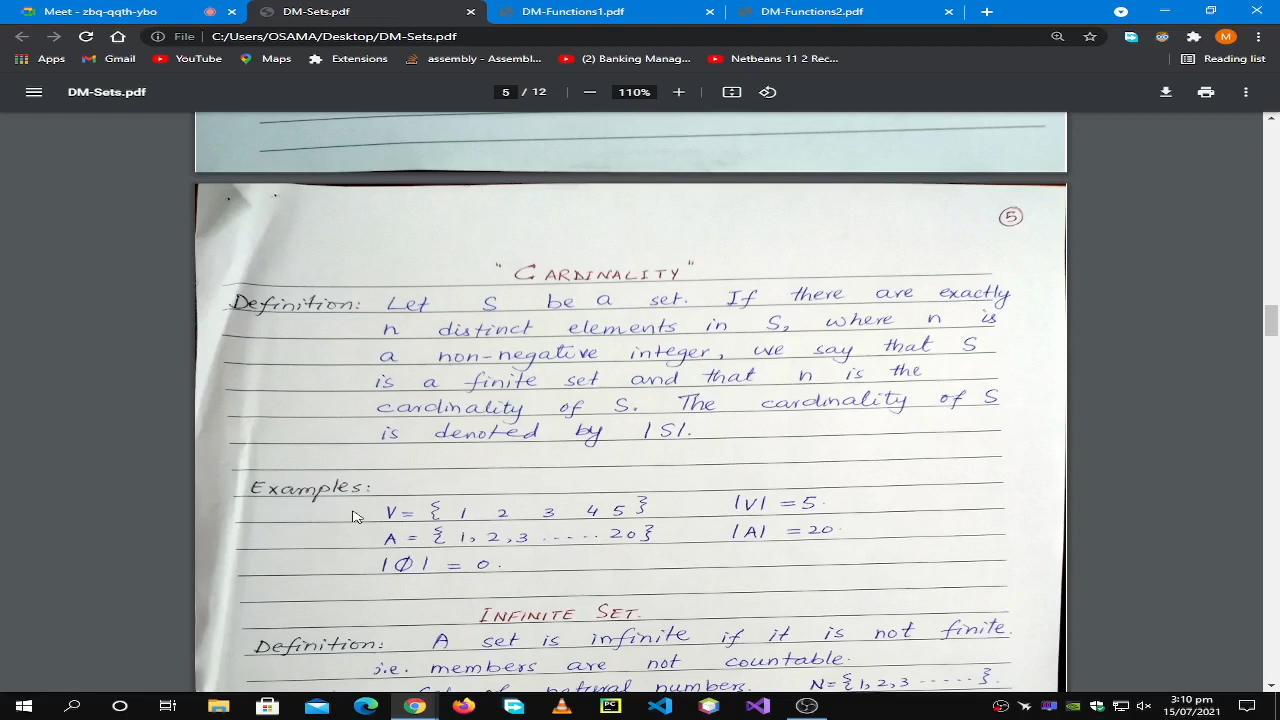 Meet - zbq-qqth-ybo
DM-Sets.pdf
DM-Functions1.pdf
DM-Functions2.pdf
File C:/Users/OSAMA/Desktop/DM-Sets.pdf
M
Apps Gmail YouTube Maps Extensions assembly - Assembl... (2) Banking Manag... Netbeans 11 2 Rec... Reading list
DM-Sets.pdf 5 / 12 110%
5
"CARDINALITY"
Definition: Let S be a set. If there are exactly
n distinct elements in S, where n is
a non-negative integer, we say that S
is a finite set and that n is the
cardinality of S. The cardinality of S
is denoted by |S|.
Examples:
V = { 1 2 3 4 5 } |V| = 5.
A = { 1, 2, 3 ..... 20 } |A| = 20.
|Φ| = 0.
INFINITE SET.
Definition: A set is infinite if it is not finite.
i.e. members are not countable.
Set of natural numbers. N = {1, 2, 3 ......}.
3:10 pm
15/07/2021